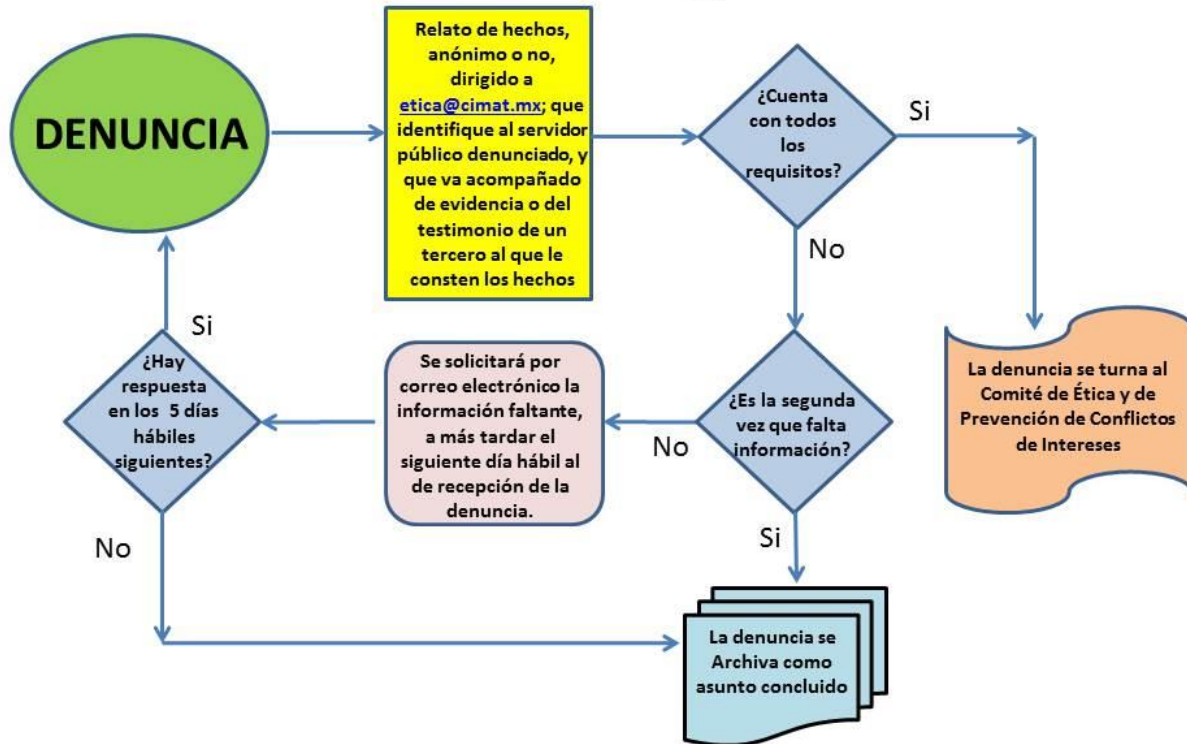 DENUNCIA
Relato de hechos,
anónimo o no,
dirigido a
etica@cimat.mx; que
identifique al servidor
público denunciado, y
que va acompañado
de evidencia o del
testimonio de un
tercero al que le
consten los hechos
¿Cuenta
con todos
los
requisitos?
Si
No
La denuncia se turna al
Comité de Ética y de
Prevención de Conflictos
de Intereses
¿Es la segunda
vez que falta
información?
No
Si
Se solicitará por
correo electrónico la
información faltante,
a más tardar el
siguiente día hábil al
de recepción de la
denuncia.
¿Hay
respuesta
en los 5 días
hábiles
siguientes?
Si
No
La denuncia se
Archiva como
asunto concluido